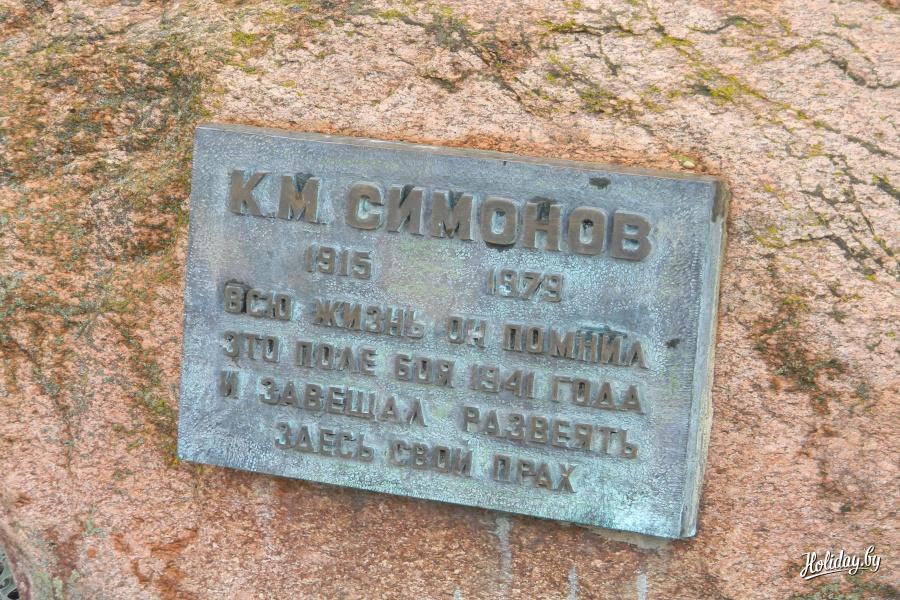 К.М. СИМОНОВ
1915 1979
ВСЮ ЖИЗНЬ ОН ПОМНИЛ
ЭТО ПОЛЕ БОЯ 1941 ГОДА
И ЗАВЕЩАЛ РАЗВЕЯТЬ
ЗДЕСЬ СВОЙ ПРАХ
Holiday.by